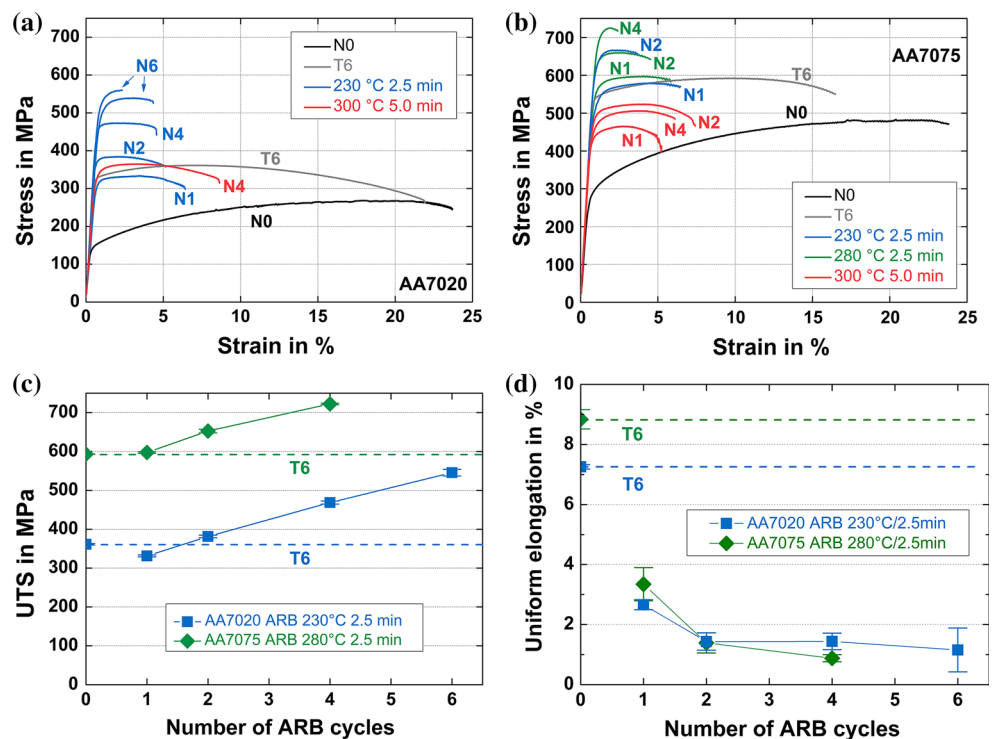 (a)
Stress in MPa
700
600
500
400
300
200
100
0
0 5 10 15 20 25
Strain in %
N0
T6
230 °C 2.5 min
300 °C 5.0 min
N6
N4
N2
N1
T6
N4
N0
AA7020
(b)
Stress in MPa
700
600
500
400
300
200
100
0
0 5 10 15 20 25
Strain in %
N4
N2
N2
N1
N1
T6
N0
N2
N4
N1
AA7075
N0
T6
230 °C 2.5 min
280 °C 2.5 min
300 °C 5.0 min
(c)
UTS in MPa
700
600
500
400
300
200
100
0
0 1 2 4 6
Number of ARB cycles
T6
T6
AA7020 ARB 230°C 2.5 min
AA7075 ARB 280°C 2.5 min
(d)
Uniform elongation in %
10
8
6
4
2
0
0 1 2 4 6
Number of ARB cycles
T6
T6
AA7020 ARB 230°C/2.5min
AA7075 ARB 280°C/2.5min